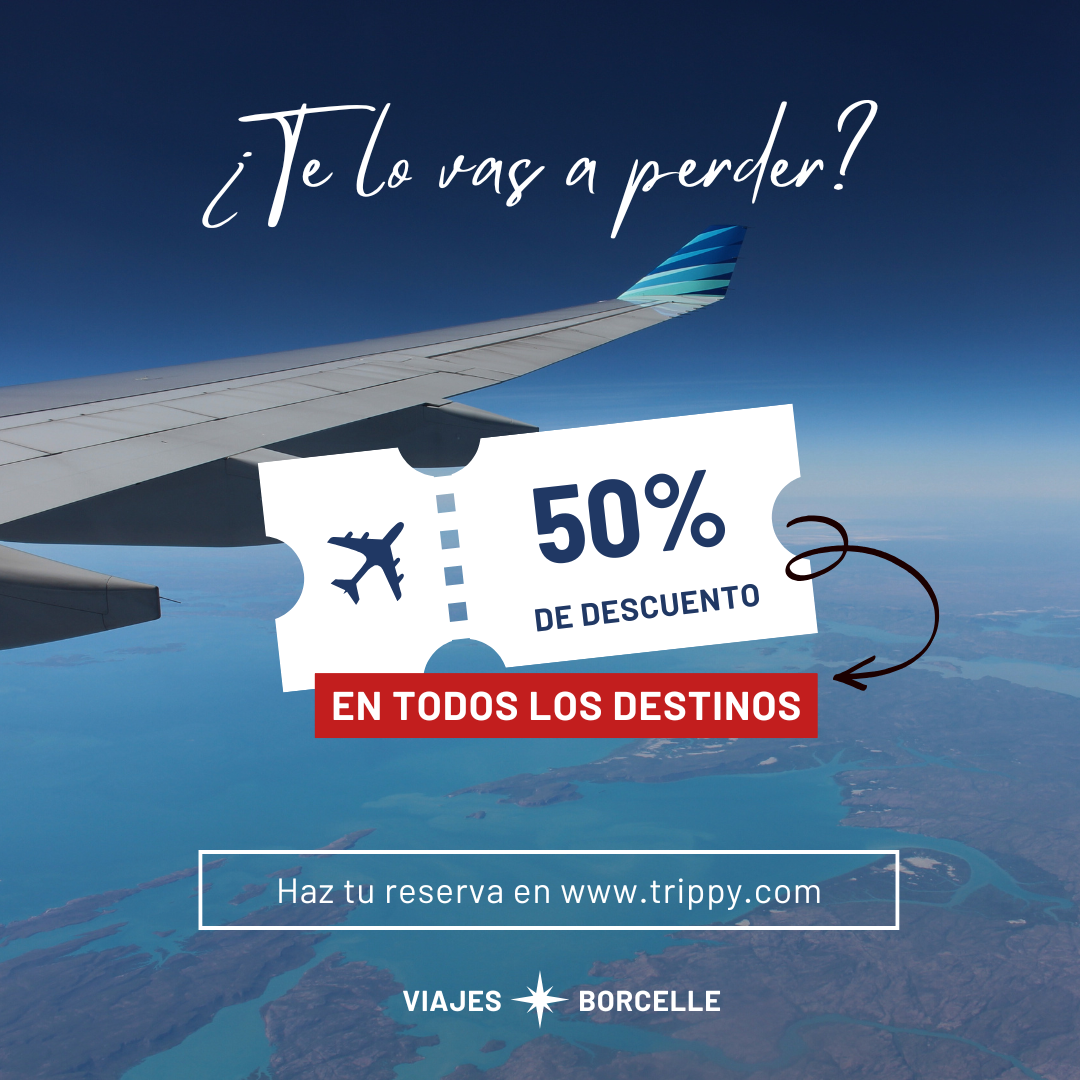 ¿Te lo vas a perder?
50%
DE DESCUENTO
EN TODOS LOS DESTINOS
Haz tu reserva en www.trippy.com
VIAJES BORCELLE